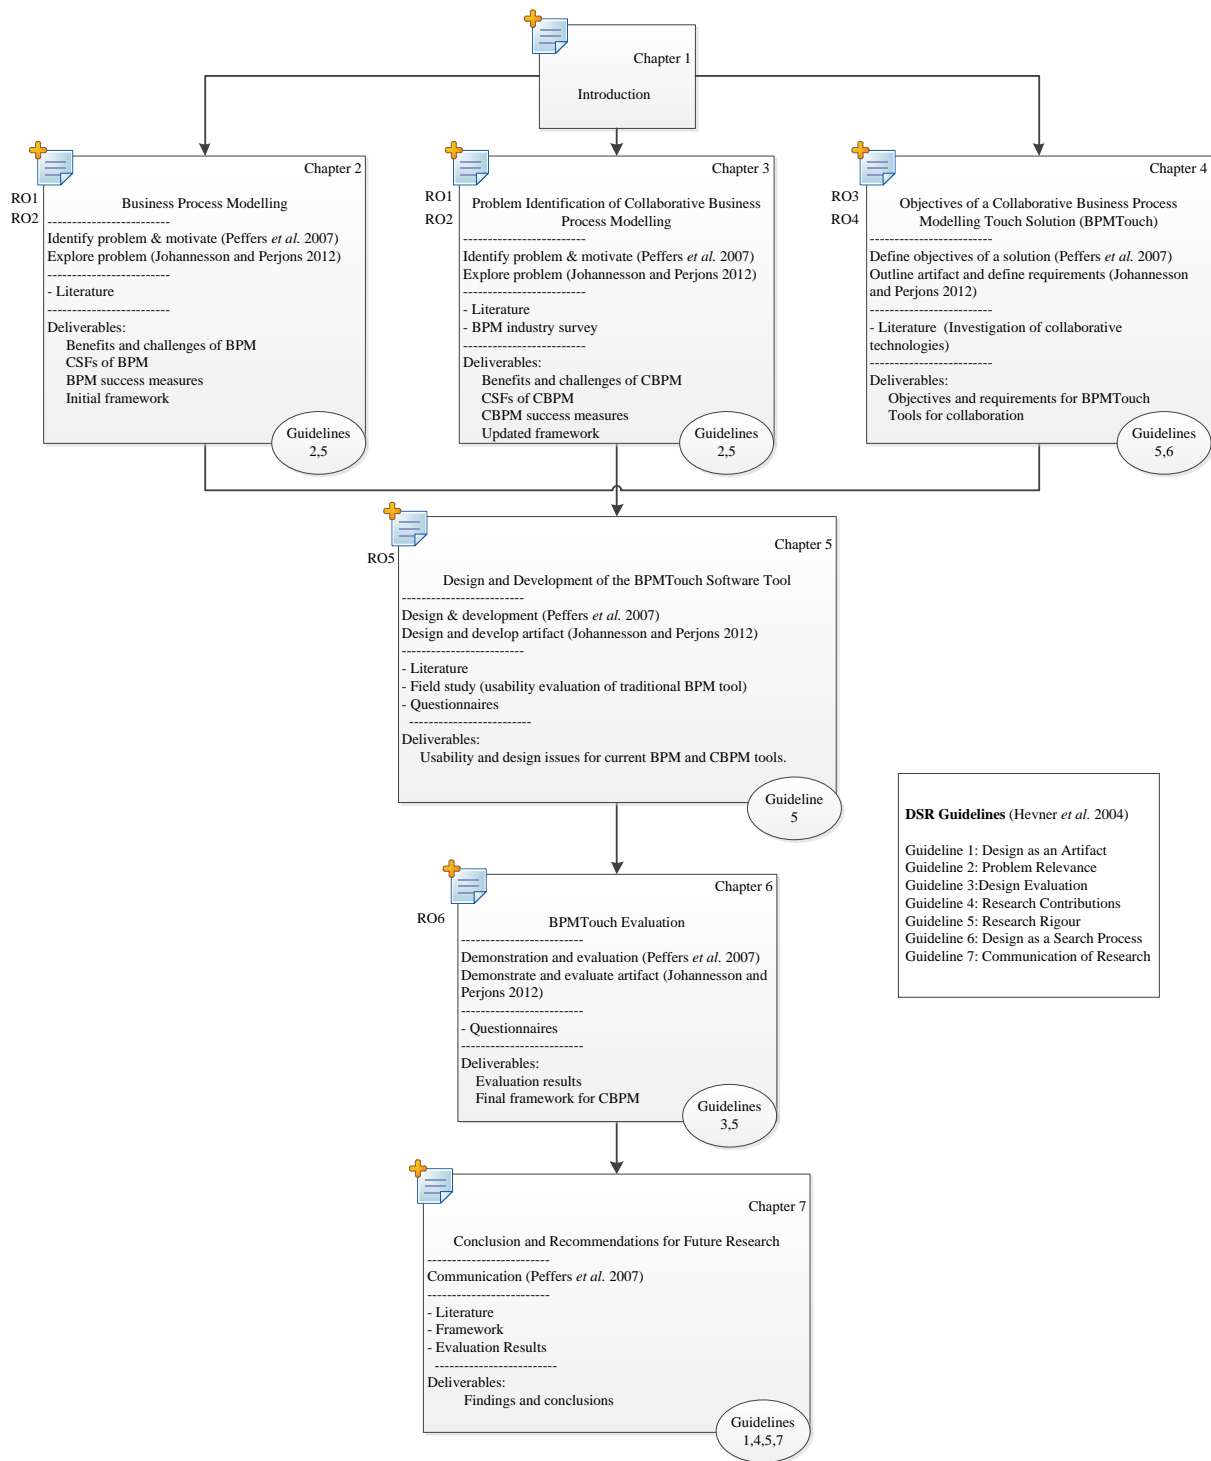 Chapter 1
Introduction
Chapter 2
RO1
RO2
Business Process Modelling
-------------------------
Identify problem & motivate (Peffers et al. 2007)
Explore problem (Johannesson and Perjons 2012)
-------------------------
- Literature
-------------------------
Deliverables:
Benefits and challenges of BPM
CSFs of BPM
BPM success measures
Initial framework
Guidelines
2,5
Chapter 3
RO1
RO2
Problem Identification of Collaborative Business
Process Modelling
-------------------------
Identify problem & motivate (Peffers et al. 2007)
Explore problem (Johannesson and Perjons 2012)
-------------------------
- Literature
- BPM industry survey
-------------------------
Deliverables:
Benefits and challenges of CBPM
CSFs of CBPM
CBPM success measures
Updated framework
Guidelines
2,5
Chapter 4
RO3
RO4
Objectives of a Collaborative Business Process
Modelling Touch Solution (BPMTouch)
-------------------------
Define objectives of a solution (Peffers et al. 2007)
Outline artifact and define requirements (Johannesson
and Perjons 2012)
-------------------------
- Literature (Investigation of collaborative
technologies)
-------------------------
Deliverables:
Objectives and requirements for BPMTouch
Tools for collaboration
Guidelines
5,6
Chapter 5
RO5
Design and Development of the BPMTouch Software Tool
-------------------------
Design & development (Peffers et al. 2007)
Design and develop artifact (Johannesson and Perjons 2012)
-------------------------
- Literature
- Field study (usability evaluation of traditional BPM tool)
- Questionnaires
-------------------------
Deliverables:
Usability and design issues for current BPM and CBPM tools.
Guideline
5
DSR Guidelines (Hevner et al. 2004)
Guideline 1: Design as an Artifact
Guideline 2: Problem Relevance
Guideline 3:Design Evaluation
Guideline 4: Research Contributions
Guideline 5: Research Rigour
Guideline 6: Design as a Search Process
Guideline 7: Communication of Research
Chapter 6
RO6
BPMTouch Evaluation
-------------------------
Demonstration and evaluation (Peffers et al. 2007)
Demonstrate and evaluate artifact (Johannesson and
Perjons 2012)
-------------------------
- Questionnaires
-------------------------
Deliverables:
Evaluation results
Final framework for CBPM
Guidelines
3,5
Chapter 7
Conclusion and Recommendations for Future Research
-------------------------
Communication (Peffers et al. 2007)
-------------------------
- Literature
- Framework
- Evaluation Results
-------------------------
Deliverables:
Findings and conclusions
Guidelines
1,4,5,7